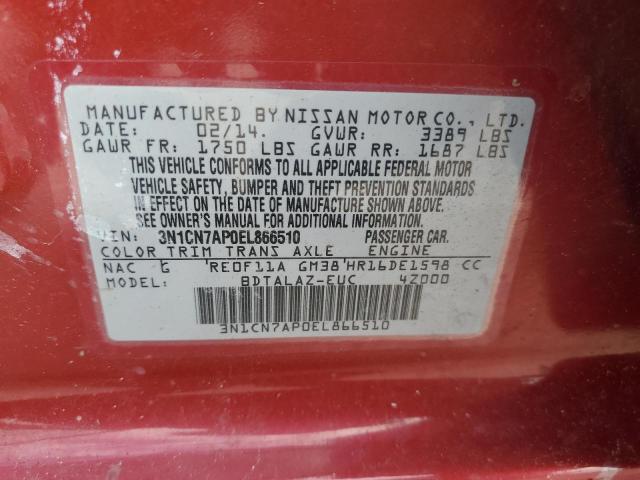 MANUFACTURED BY NISSAN MOTOR CO., LTD.
DATE: 02/14. GVWR: 3389 LBS
GAWR FR: 1750 LBS GAWR RR: 1687 LBS
THIS VEHICLE CONFORMS TO ALL APPLICABLE FEDERAL MOTOR
VEHICLE SAFETY, BUMPER AND THEFT PREVENTION STANDARDS
IN EFFECT ON THE DATE OF MANUFACTURE SHOWN ABOVE.
SEE OWNER'S MANUAL FOR ADDITIONAL INFORMATION.
VIN: 3N1CN7AP0EL866510 PASSENGER CAR.
COLOR TRIM TRANS AXLE ENGINE
NAC G 'RE0F11A GM38'HR16DE1598 CC
BDTALAZ-EUC 4Z000
3N1CN7AP0EL866510